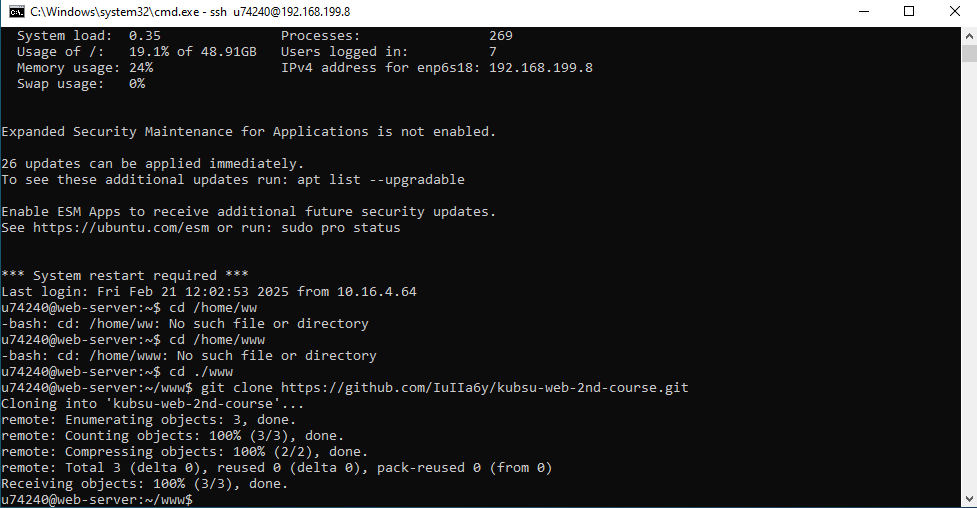 C:\Windows\system32\cmd.exe - ssh  u74240@192.168.199.8
  System load:  0.35               Processes:                269
  Usage of /:   19.1% of 48.91GB   Users logged in:          7
  Memory usage: 24%                IPv4 address for enp6s18: 192.168.199.8
  Swap usage:   0%
Expanded Security Maintenance for Applications is not enabled.
26 updates can be applied immediately.
To see these additional updates run: apt list --upgradable
Enable ESM Apps to receive additional future security updates.
See https://ubuntu.com/esm or run: sudo pro status
*** System restart required ***
Last login: Fri Feb 21 12:02:53 2025 from 10.16.4.64
u74240@web-server:~$ cd /home/ww
-bash: cd: /home/ww: No such file or directory
u74240@web-server:~$ cd /home/www
-bash: cd: /home/www: No such file or directory
u74240@web-server:~$ cd ./www
u74240@web-server:~/www$ git clone https://github.com/IuIIa6y/kubsu-web-2nd-course.git
Cloning into 'kubsu-web-2nd-course'...
remote: Enumerating objects: 3, done.
remote: Counting objects: 100% (3/3), done.
remote: Compressing objects: 100% (2/2), done.
remote: Total 3 (delta 0), reused 0 (delta 0), pack-reused 0 (from 0)
Receiving objects: 100% (3/3), done.
u74240@web-server:~/www$